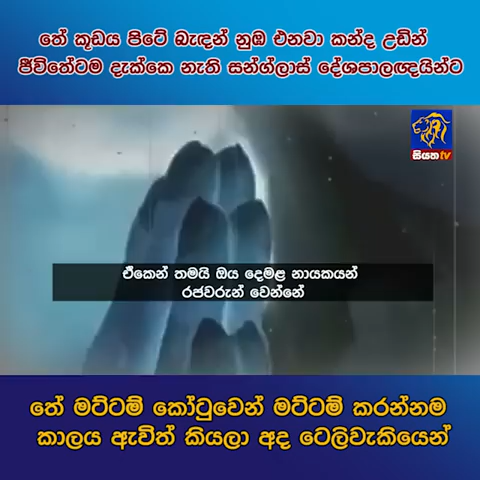 තේ කූඩය පිටේ බැඳන් නුඹ එනවා කන්ද උඩින්
ජීවිතේටම දැක්කෙ නැති සන්ග්ලාස් දේශපාලඥයින්ට
සියත tv
ඒකෙන් තමයි ඔය දෙමළ නායකයන්
රජවරුන් වෙන්නේ
තේ මට්ටම් කෝටුවෙන් මට්ටම් කරන්නම
කාලය ඇවිත් කියලා අද ටෙලිවැකියෙන්